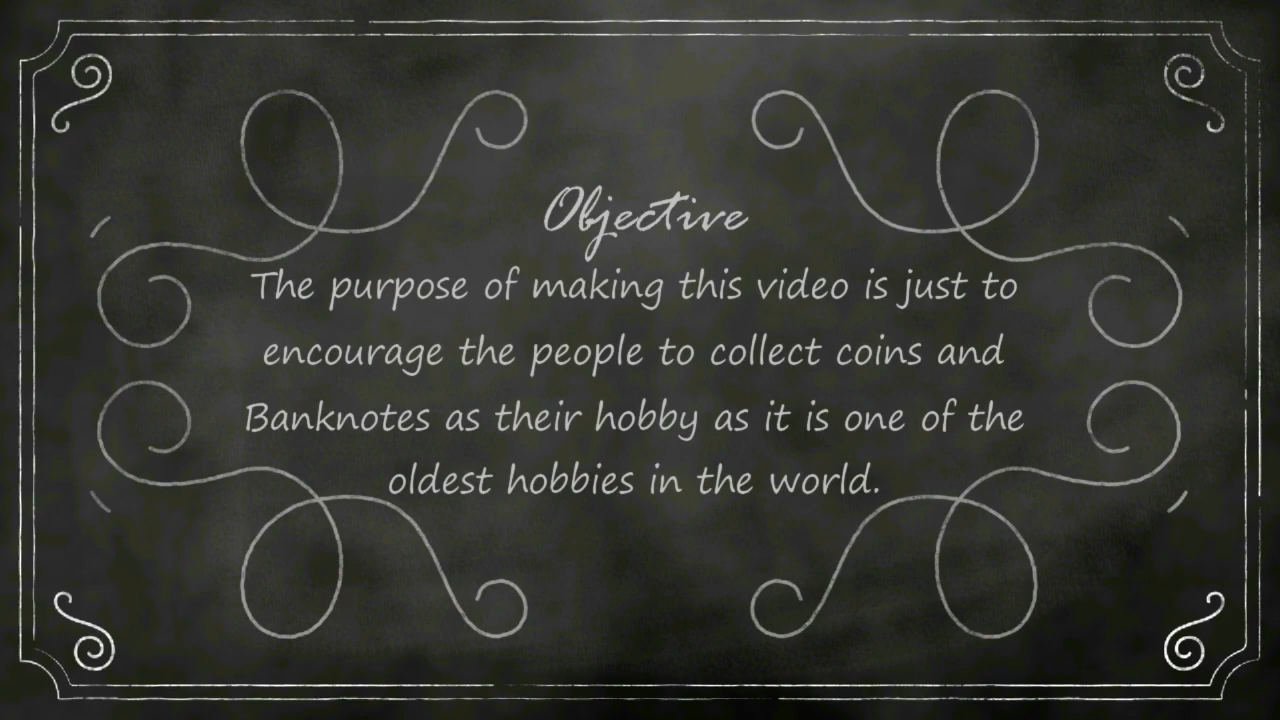 Objective
The purpose of making this video is just to
encourage the people to collect coins and
Banknotes as their hobby as it is one of the
oldest hobbies in the world.